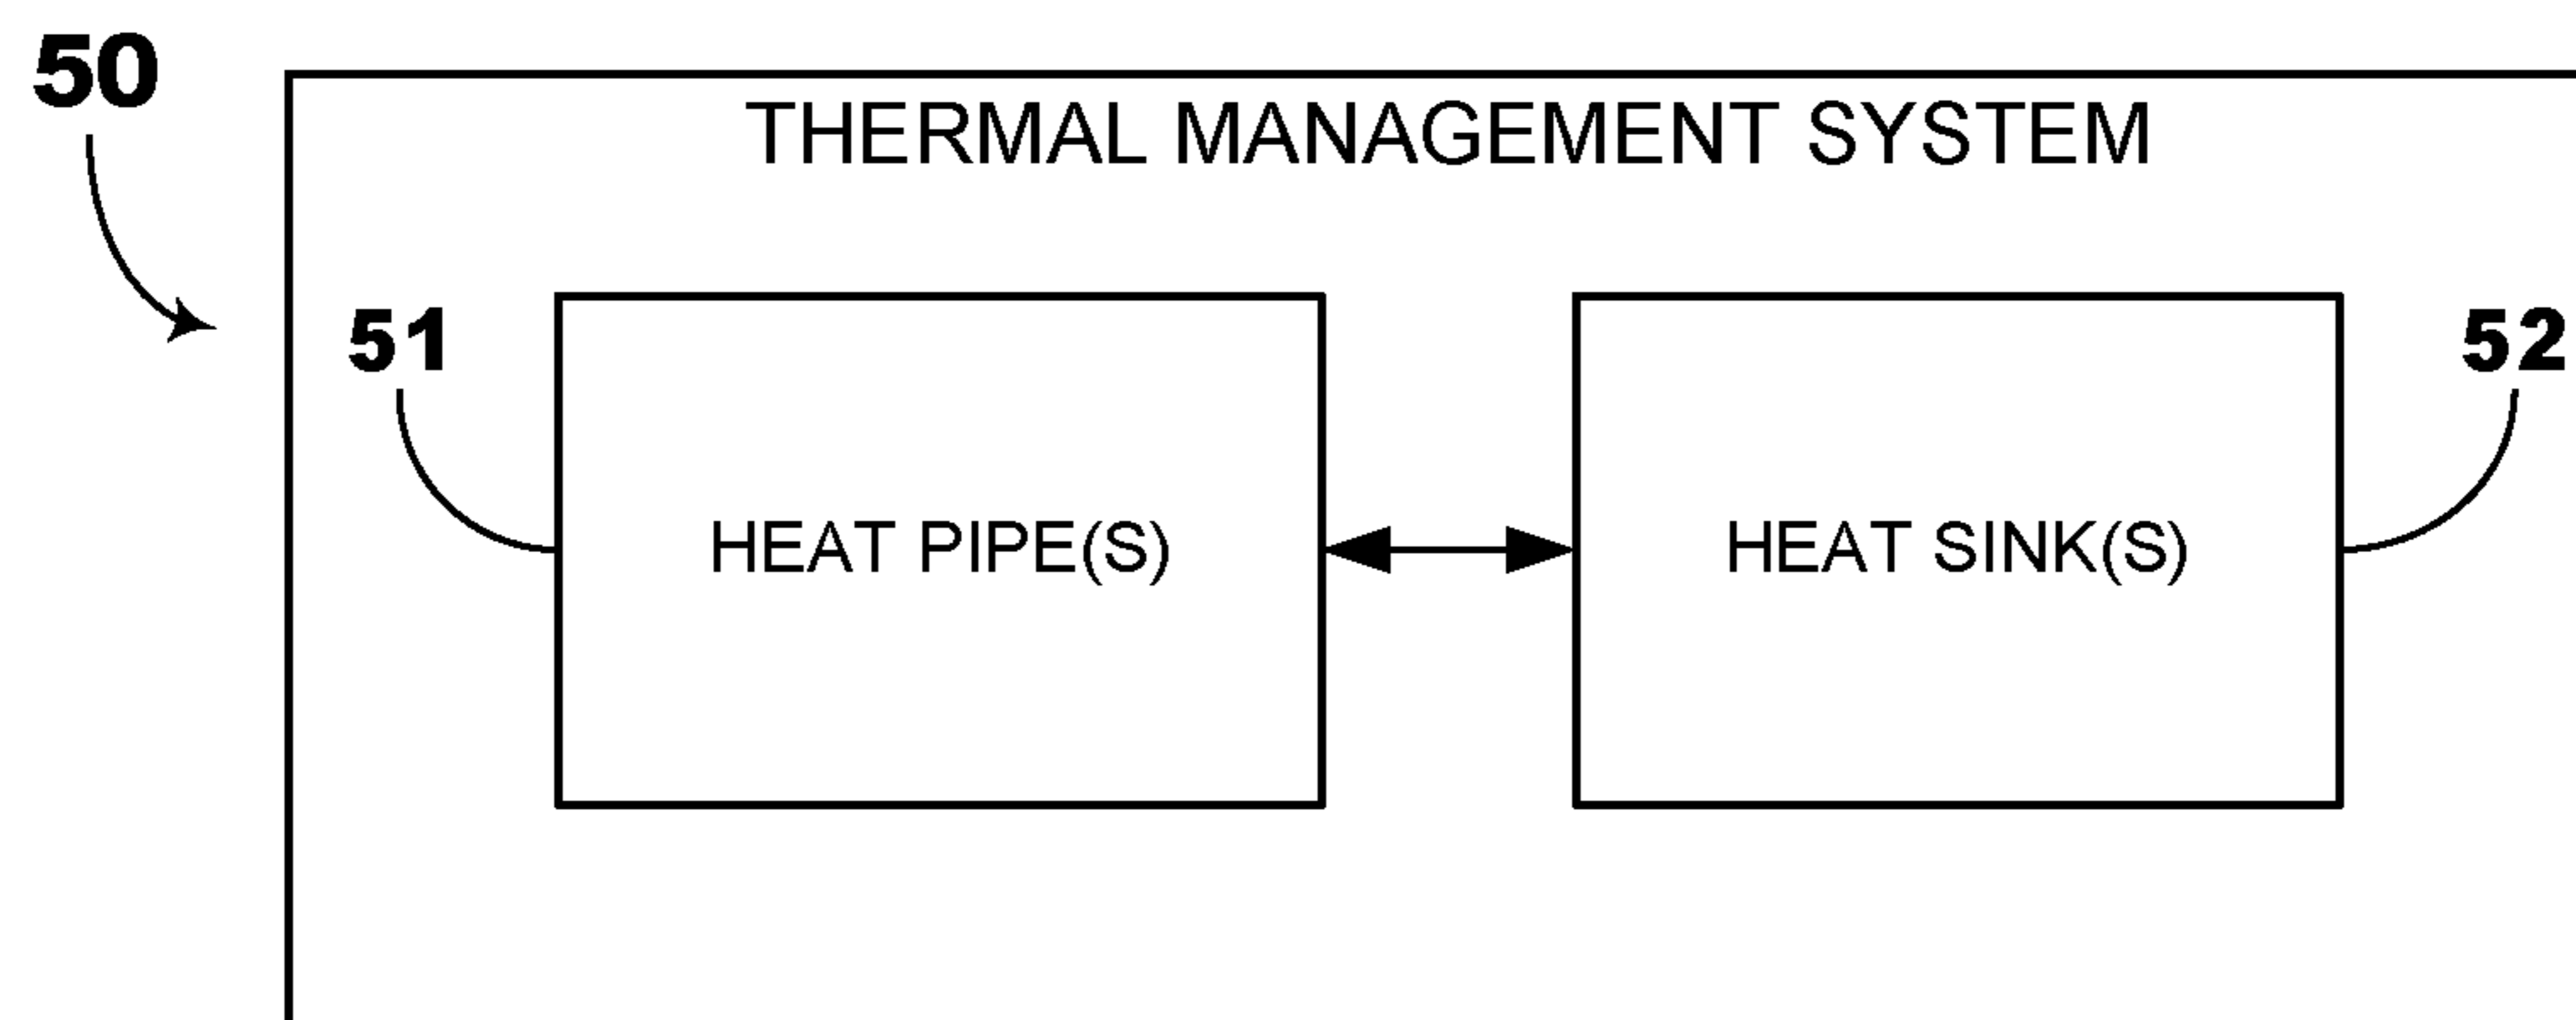 50
THERMAL MANAGEMENT SYSTEM
51
52
HEAT PIPE(S)
HEAT SINK(S)